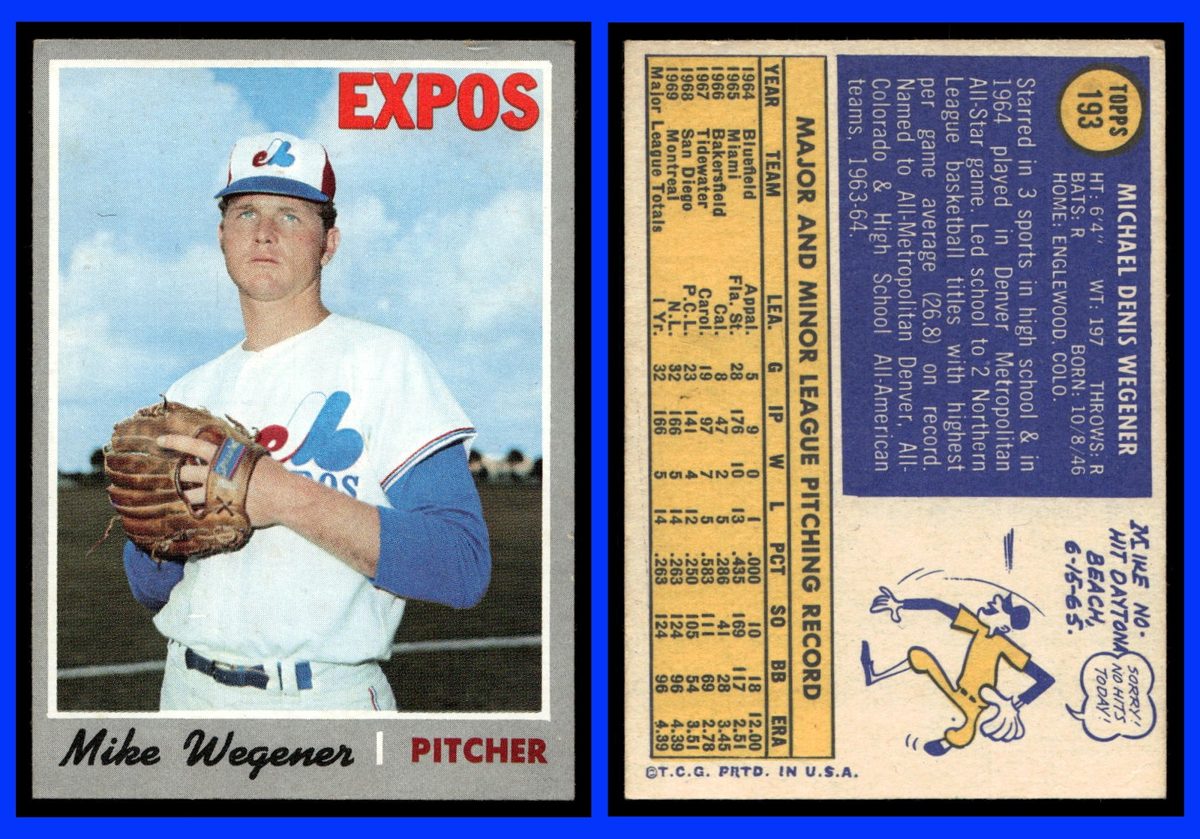 EXPOS
e b
xpos
Mike Wegener | PITCHER
TOPPS
193
MICHAEL DENIS WEGENER
HT: 6'4" WT: 197 THROWS: R
BATS: R BORN: 10/8/46
HOME: ENGLEWOOD, COLO.
Starred in 3 sports in high school & in
1964 played in Denver Metropolitan
All-Star game. Led school to 2 Northern
League basketball titles with highest
per game average (26.8) on record
Named to All-Metropolitan Denver, All-
Colorado & High School All-American
teams, 1963-64.
MIKE NO-
HIT DAYTONA
BEACH,
6-15-65.
SORRY!
NO HITS
TODAY!
MAJOR AND MINOR LEAGUE PITCHING RECORD
YEAR TEAM LEA. G IP W L PCT SO BB ERA
1964 Bluefield Appal. 5 9 0 1 .000 10 18 12.00
1965 Miami Fla. St. 28 176 10 13 .435 169 117 2.51
1966 Bakersfield Cal. 8 47 2 5 .286 41 28 3.45
1967 Tidewater Carol. 19 97 7 5 .583 111 69 2.78
1968 San Diego P.C.L. 23 141 4 12 .250 105 54 3.51
1969 Montreal N.L. 32 166 5 14 .263 124 96 4.39
Major League Totals 1 Yr. 32 166 5 14 .263 124 96 4.39
©T.C.G. PRTD. IN U.S.A.